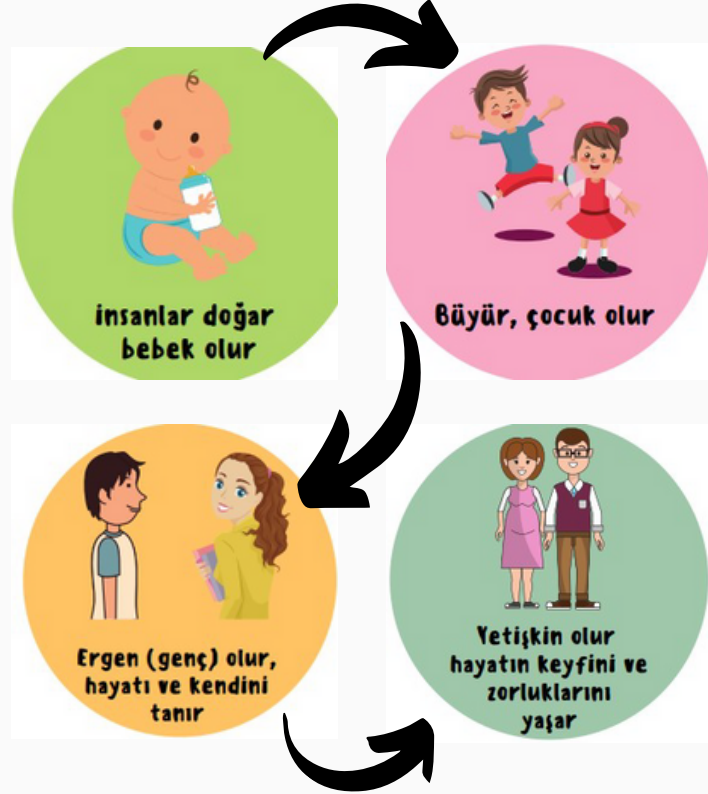 insanlar doğar
bebek olur
Büyür, çocuk olur
Ergen (genç) olur,
hayatı ve kendini
tanır
Yetişkin olur
hayatın keyfini ve
zorluklarını
yaşar